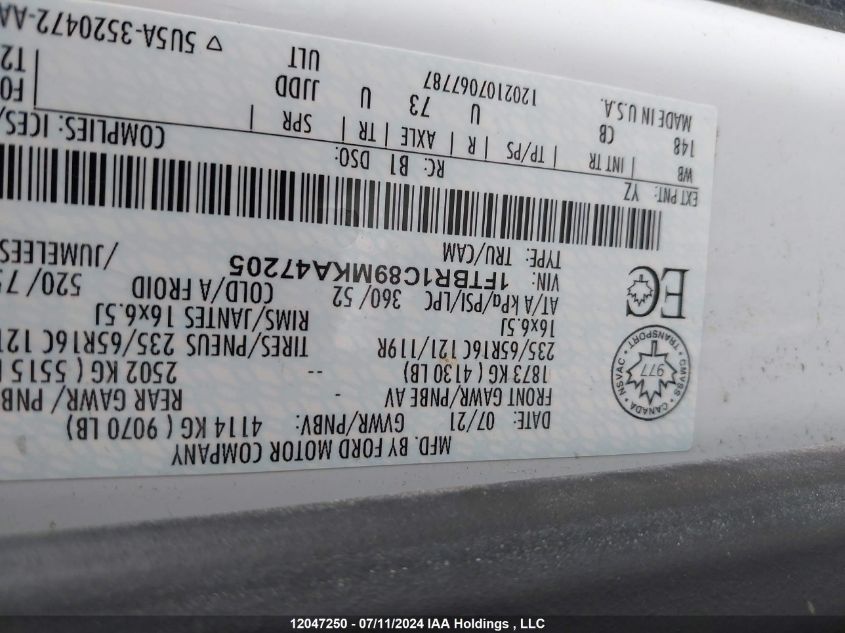 MFD. BY FORD MOTOR COMPANY
DATE: 07/21 GVWR/PNBV: 4114 KG ( 9070 LB)
FRONT GAWR/PNBE AV - REAR GAWR/ PNB
1873 KG ( 4130 LB) -- 2502 KG ( 5515
235/65R16C 121/119R TIRES/PNEUS 235/65R16C 121
16x6.5J RIMS/JANTES 16x6.5J
AT/A kPa/PSI/LPC 360/ 52 COLD/A FROID 520/
VIN: 1FTBR1C89MKA47205 /JUMELEES
TYPE: TRU/CAM
NSVAC • TRANSPORT • CMVSS • CANADA
977
EC
EXT PNT: YZ RC: B1 DSO:
WB | INT TR | TP/PS | R | AXLE | TR | SPR | COMPLIES: ICES/
148 CB U 73 U JJDD FO
MADE IN U.S.A. ULT T2
1202107067787 5U5A-3520472-AA
12047250 - 07/11/2024 IAA Holdings , LLC